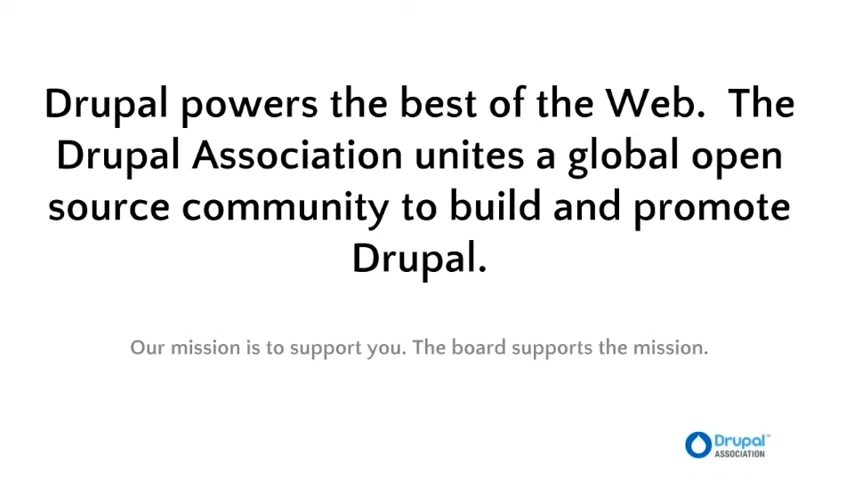 Drupal powers the best of the Web.  The
Drupal Association unites a global open
source community to build and promote
Drupal.
Our mission is to support you. The board supports the mission.
Drupal™
ASSOCIATION